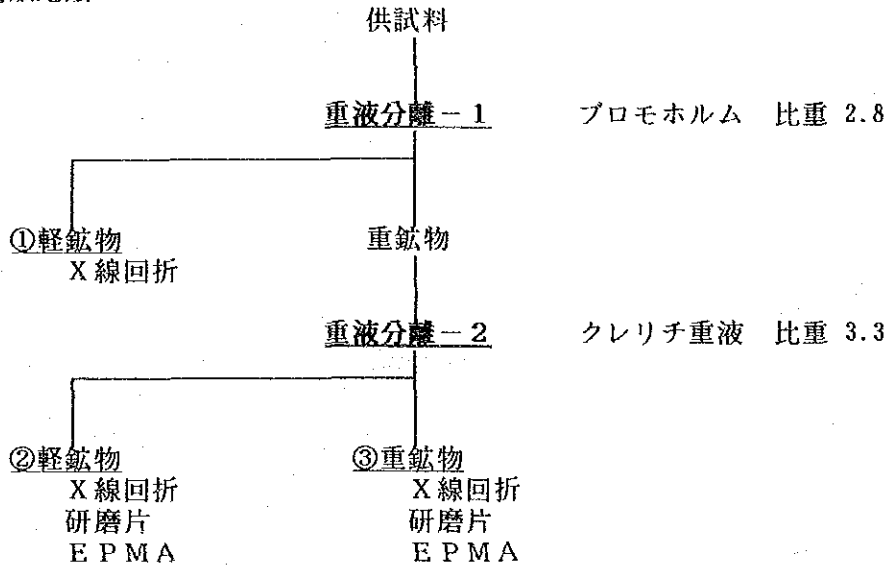 供試料
重液分離－1 ブロモホルム 比重 2.8
①軽鉱物 重鉱物
X線回折
重液分離－2 クレリチ重液 比重 3.3
②軽鉱物 ③重鉱物
X線回折 X線回折
研磨片 研磨片
EPMA EPMA